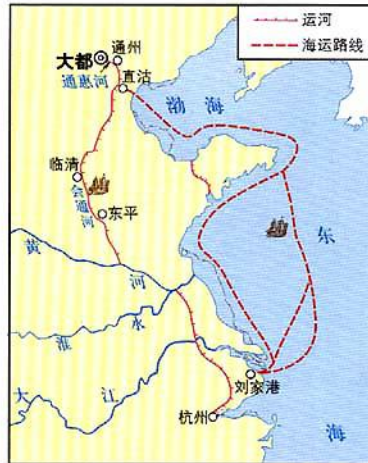 运河
海运路线
大都
通州
通惠河
直沽
渤海
临清
会通河
东平
黄河
淮水
大江
刘家港
杭州
东海